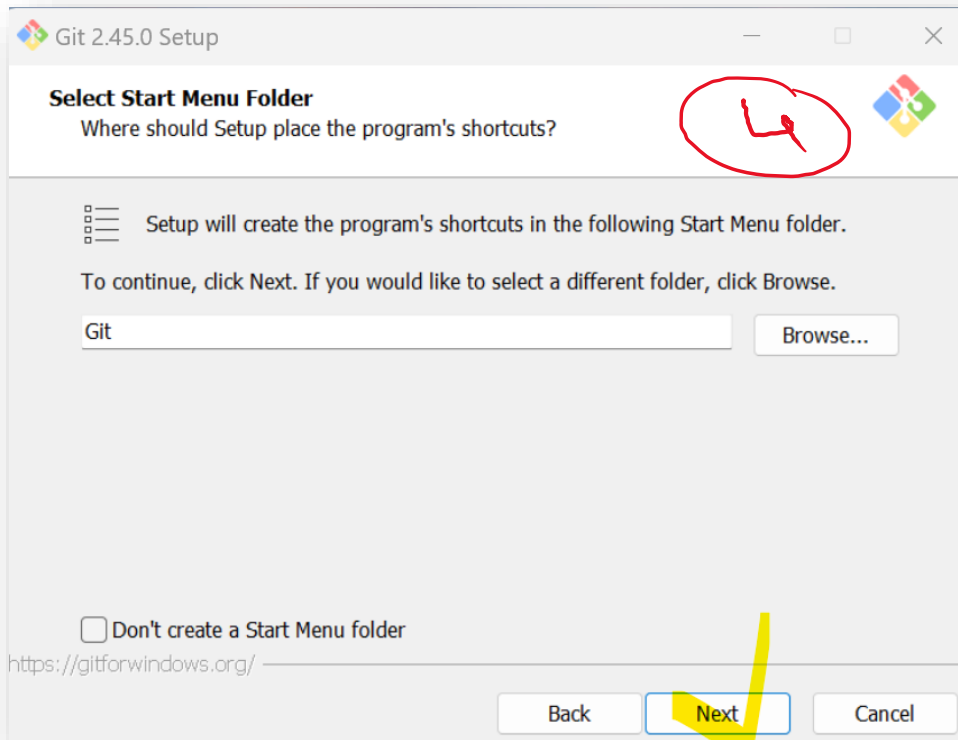 Git 2.45.0 Setup
Select Start Menu Folder
Where should Setup place the program's shortcuts?
4
Setup will create the program's shortcuts in the following Start Menu folder.
To continue, click Next. If you would like to select a different folder, click Browse.
Git
Browse...
Don't create a Start Menu folder
https://gitforwindows.org/
Back
Next
Cancel